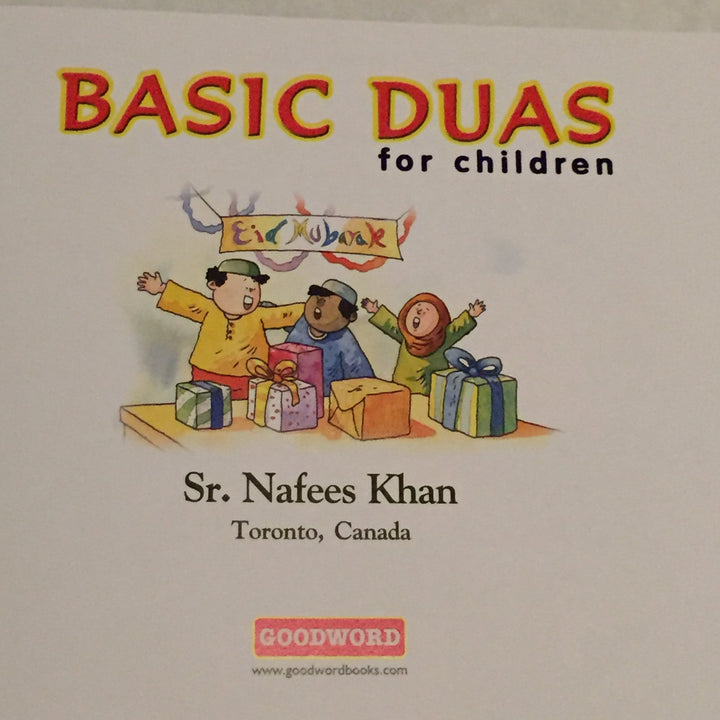 BASIC DUAS
for children
Eid Mubarak
Sr. Nafees Khan
Toronto, Canada
GOODWORD
www.goodwordbooks.com